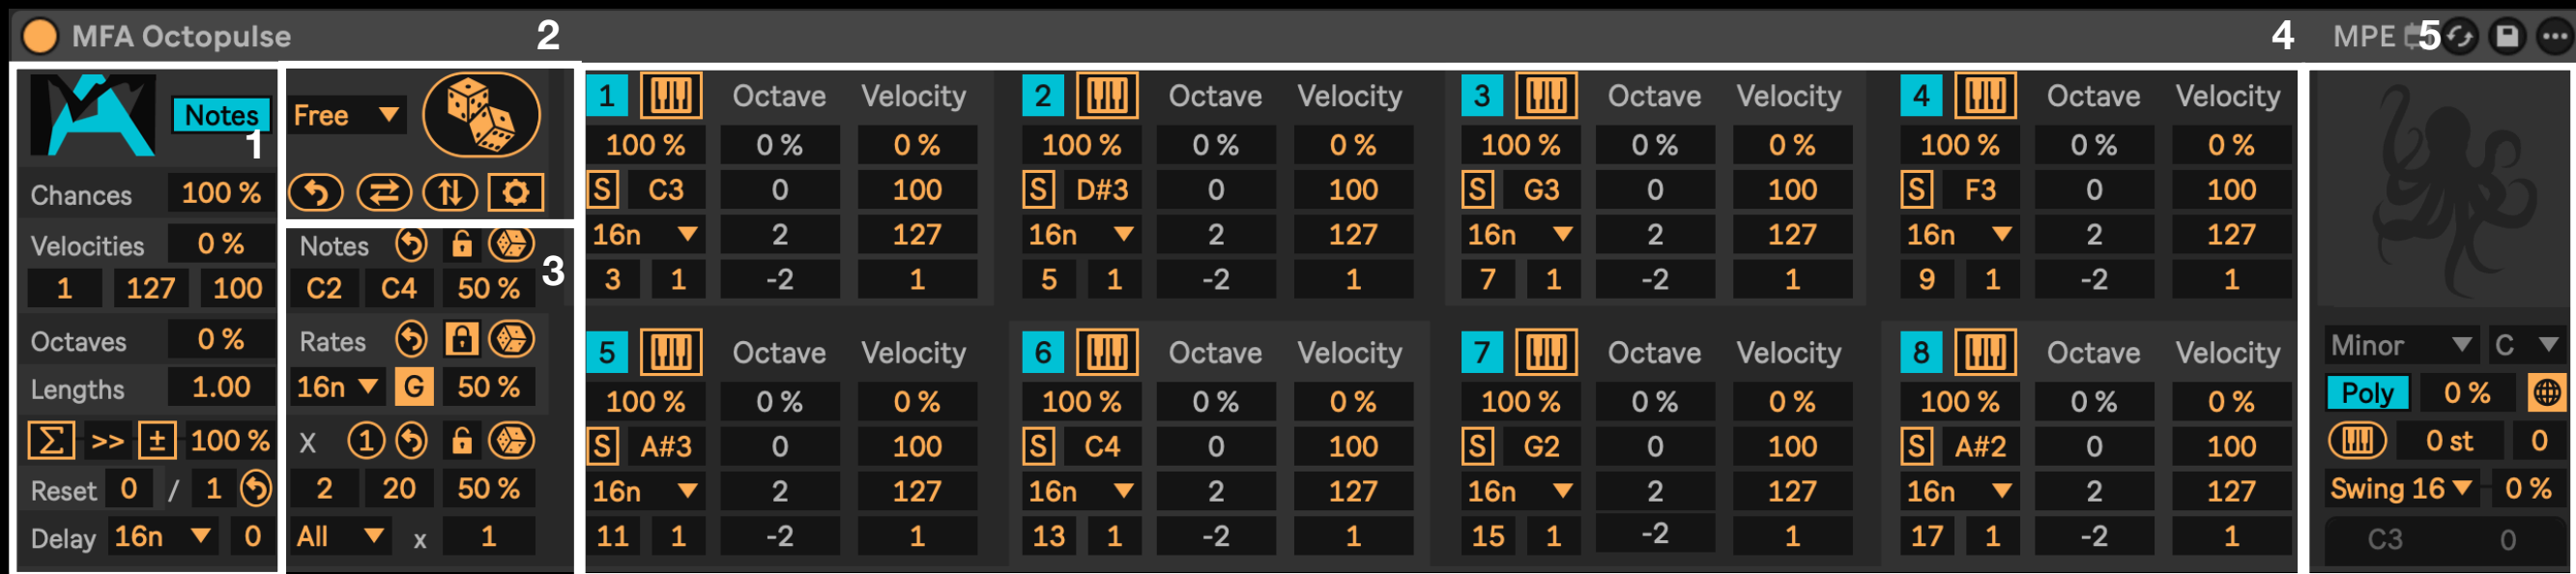 MFA Octopulse 2 4 MPE 5
Notes
1
Chances 100 %
Velocities 0 %
1 127 100
Octaves 0 %
Lengths 1.00
Σ >> ± 100 %
Reset 0 / 1
Delay 16n 0
Free
Notes
3
C2 C4 50 %
Rates
16n G 50 %
X 1
2 20 50 %
All x 1
1 Octave Velocity
100 % 0 % 0 %
S C3 0 100
16n 2 127
3 1 -2 1
2 Octave Velocity
100 % 0 % 0 %
S D#3 0 100
16n 2 127
5 1 -2 1
3 Octave Velocity
100 % 0 % 0 %
S G3 0 100
16n 2 127
7 1 -2 1
4 Octave Velocity
100 % 0 % 0 %
S F3 0 100
16n 2 127
9 1 -2 1
5 Octave Velocity
100 % 0 % 0 %
S A#3 0 100
16n 2 127
11 1 -2 1
6 Octave Velocity
100 % 0 % 0 %
S C4 0 100
16n 2 127
13 1 -2 1
7 Octave Velocity
100 % 0 % 0 %
S G2 0 100
16n 2 127
15 1 -2 1
8 Octave Velocity
100 % 0 % 0 %
S A#2 0 100
16n 2 127
17 1 -2 1
Minor C
Poly 0 %
0 st 0
Swing 16 0 %
C3 0